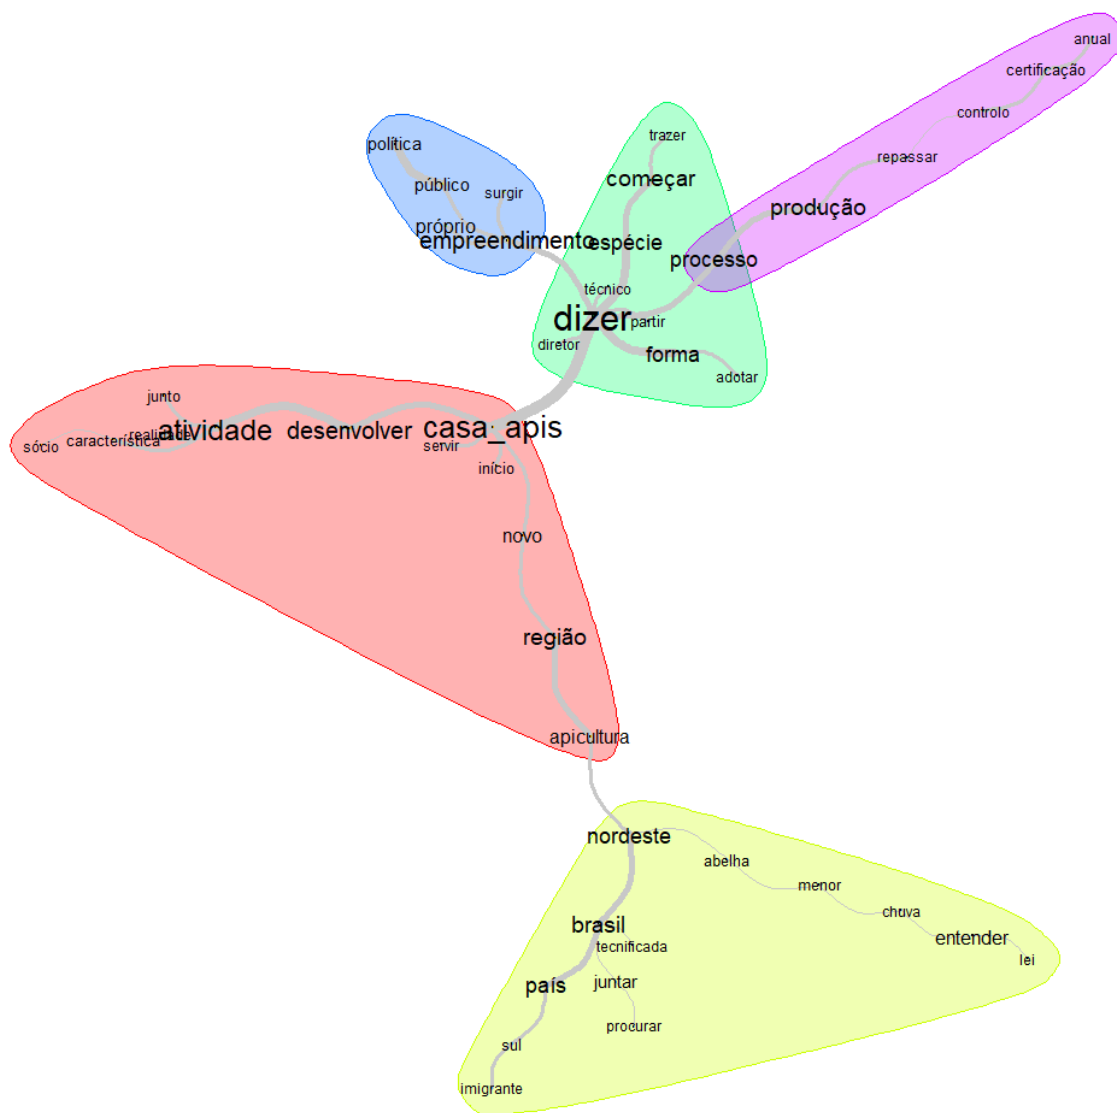 anual
certificação
controlo
trazer
política
repassar
começar
público
surgir
produção
próprio
empreendimento
espécie
processo
técnico
dizer
partir
diretor
forma
adotar
junto
atividade
desenvolver
casa_apis
realidade
característica
sócio
servir
início
novo
região
apicultura
nordeste
abelha
menor
chuva
brasil
entender
tecnificada
lei
país
juntar
procurar
sul
imigrante